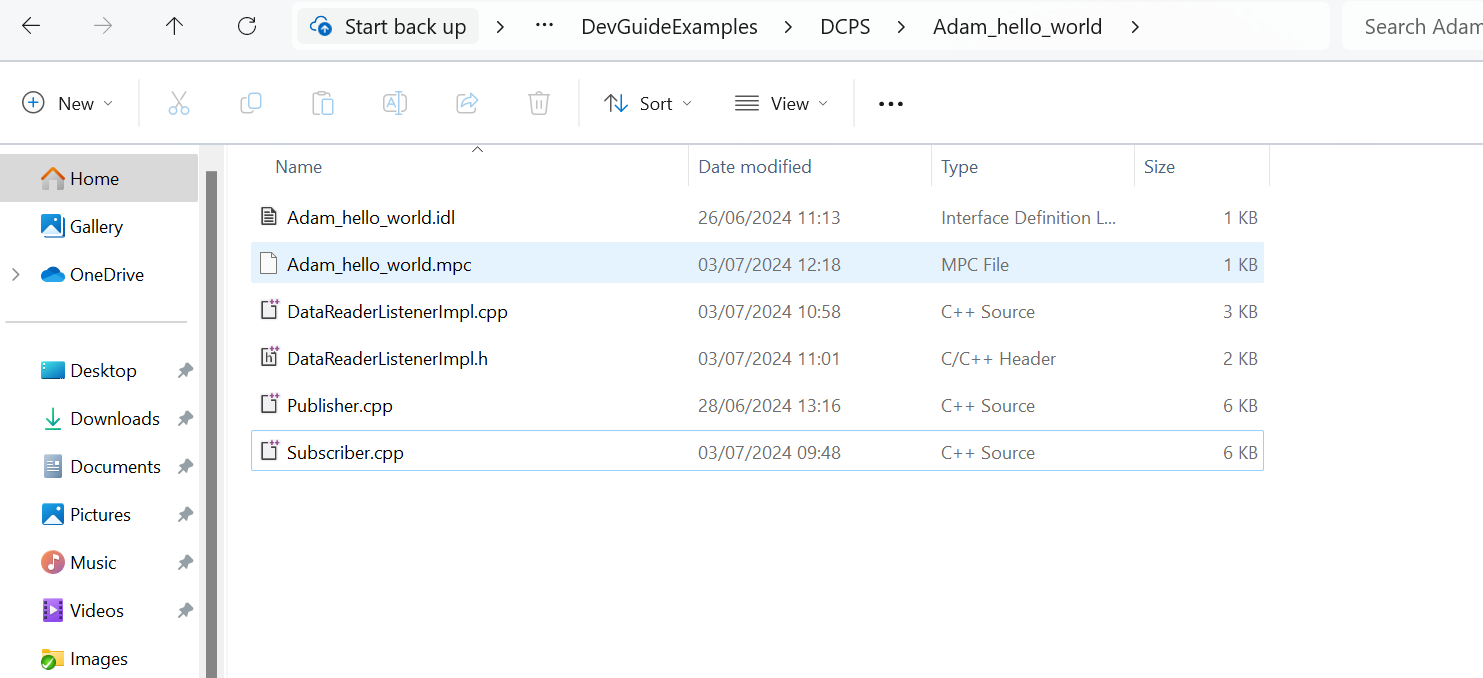 Start back up > ... DevGuideExamples > DCPS > Adam_hello_world > Search Adam
New Sort View ...
Name Date modified Type Size
Home
Gallery
OneDrive
Desktop
Downloads
Documents
Pictures
Music
Videos
Images
Adam_hello_world.idl 26/06/2024 11:13 Interface Definition L... 1 KB
Adam_hello_world.mpc 03/07/2024 12:18 MPC File 1 KB
DataReaderListenerImpl.cpp 03/07/2024 10:58 C++ Source 3 KB
DataReaderListenerImpl.h 03/07/2024 11:01 C/C++ Header 2 KB
Publisher.cpp 28/06/2024 13:16 C++ Source 6 KB
Subscriber.cpp 03/07/2024 09:48 C++ Source 6 KB